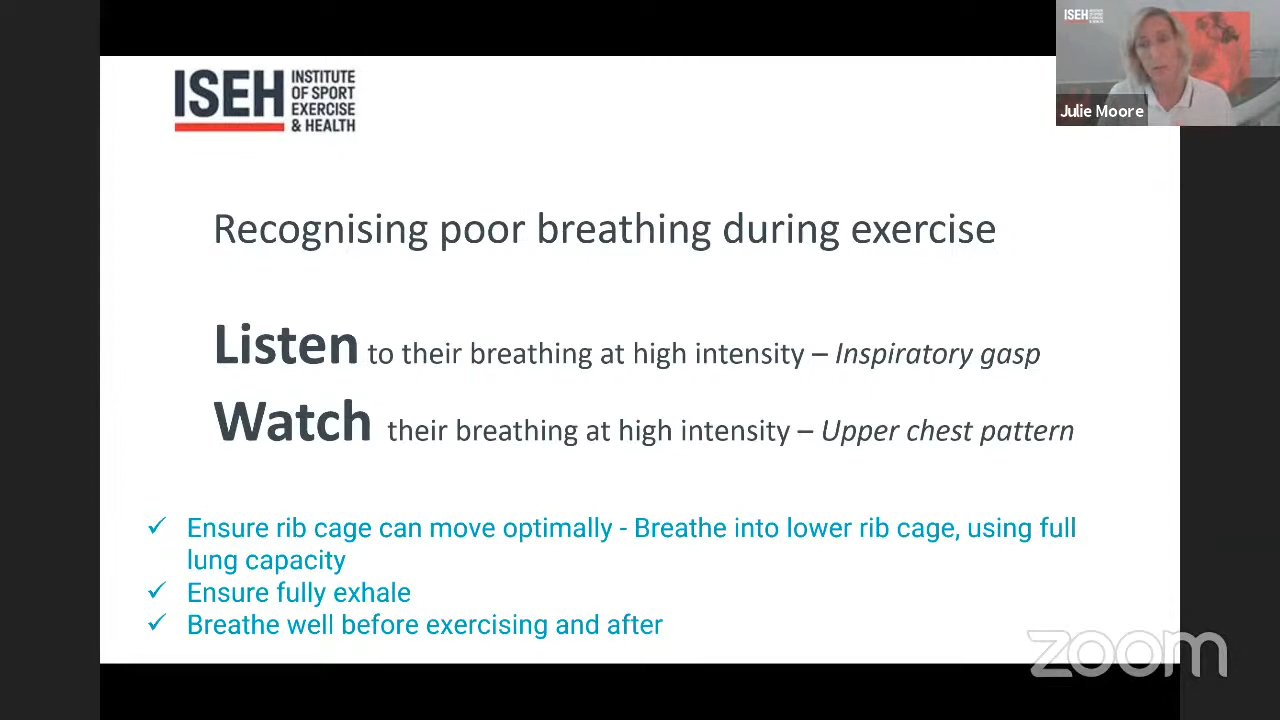 ISEH INSTITUTE
OF SPORT
EXERCISE
& HEALTH
ISEH
Julie Moore
Recognising poor breathing during exercise
Listen to their breathing at high intensity – Inspiratory gasp
Watch their breathing at high intensity – Upper chest pattern
✓ Ensure rib cage can move optimally - Breathe into lower rib cage, using full
lung capacity
✓ Ensure fully exhale
✓ Breathe well before exercising and after
zoom